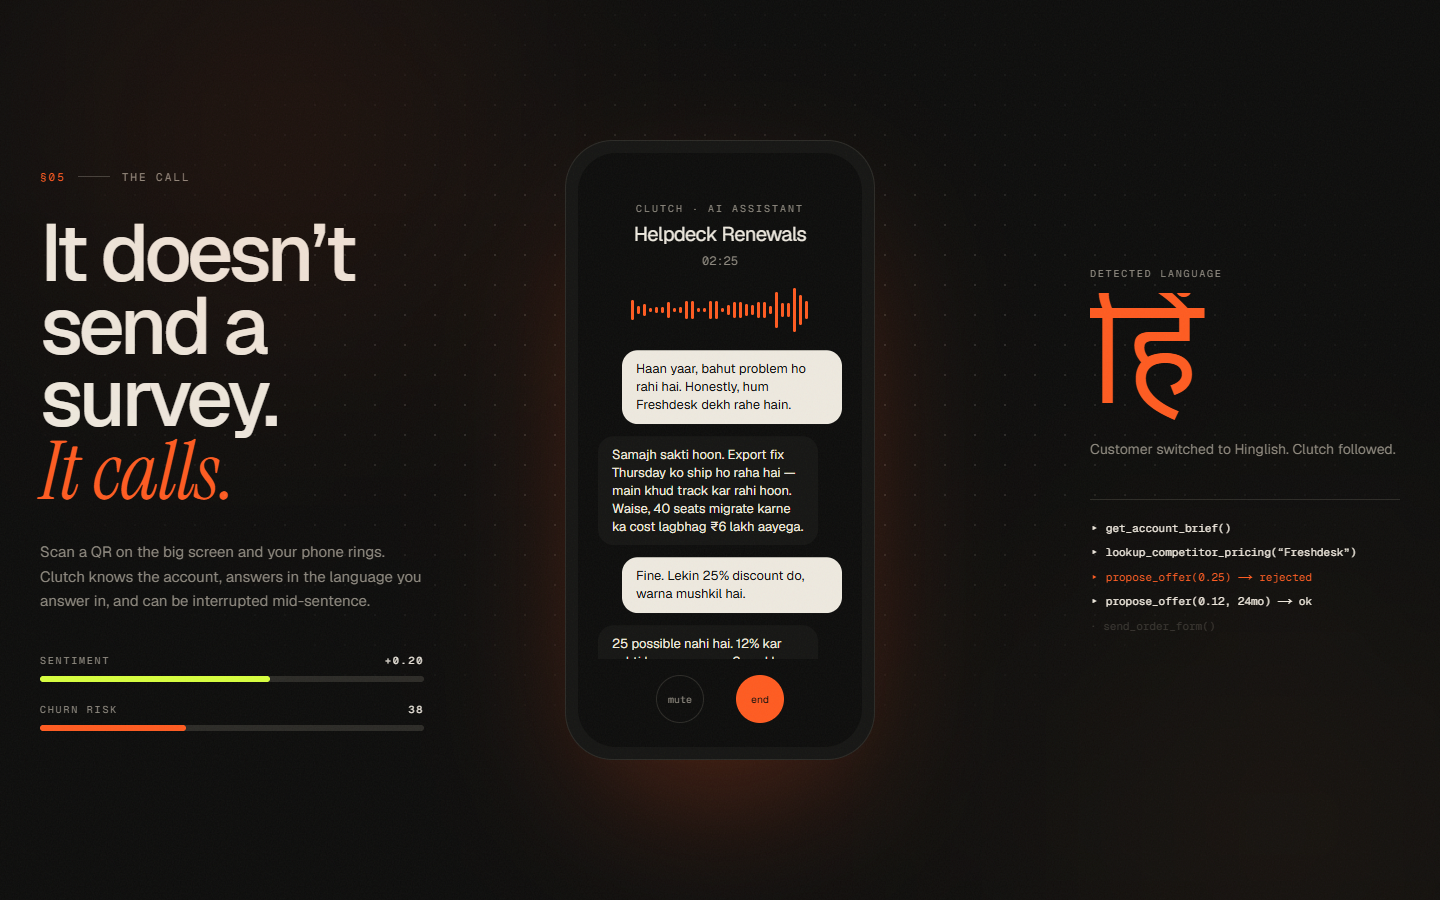 §05 — THE CALL
It doesn't
send a
survey.
It calls.
Scan a QR on the big screen and your phone rings.
Clutch knows the account, answers in the language you
answer in, and can be interrupted mid-sentence.
SENTIMENT +0.20
CHURN RISK 38
CLUTCH · AI ASSISTANT
Helpdeck Renewals
02:25
Haan yaar, bahut problem ho
rahi hai. Honestly, hum
Freshdesk dekh rahe hain.
Samajh sakti hoon. Export fix
Thursday ko ship ho raha hai —
main khud track kar rahi hoon.
Waise, 40 seats migrate karne
ka cost lagbhag ₹6 lakh aayega.
Fine. Lekin 25% discount do,
warna mushkil hai.
25 possible nahi hai. 12% kar
mute
end
DETECTED LANGUAGE
हिं
Customer switched to Hinglish. Clutch followed.
‣ get_account_brief()
‣ lookup_competitor_pricing(“Freshdesk”)
‣ propose_offer(0.25) ⟶ rejected
‣ propose_offer(0.12, 24mo) ⟶ ok
· send_order_form()